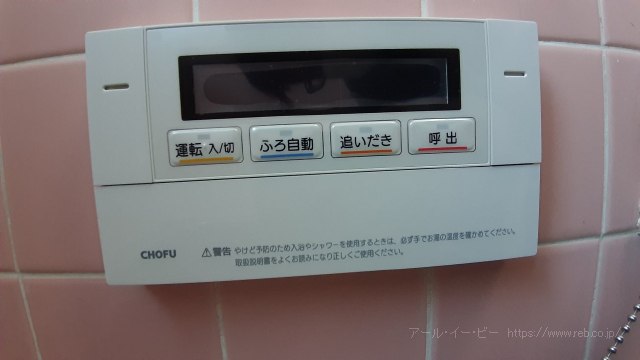 運転 入/切 ふろ自動 追いだき 呼出
CHOFU
⚠警告 やけど予防のため入浴やシャワーを使用するときは、必ず手でお湯の温度を確かめてください。
取扱説明書をよくお読みになり正しくご使用ください。
アール・イー・ビー https://www.reb.co.jp/